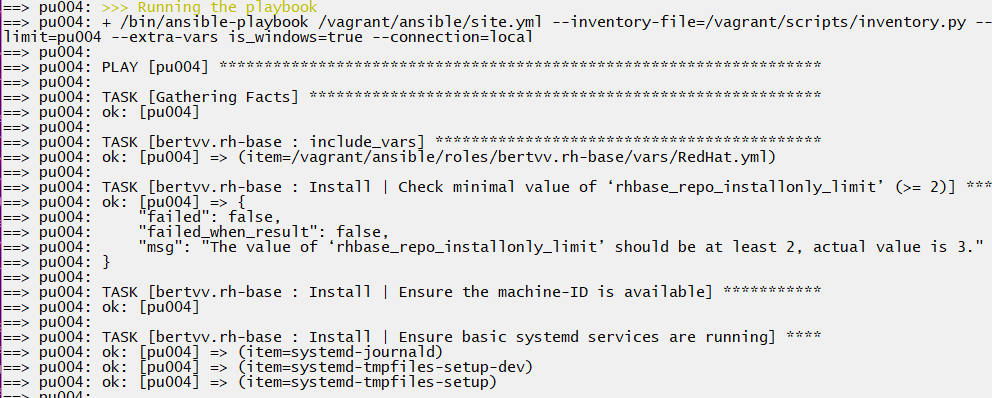 ==> pu004: >>> Running the playbook
==> pu004: + /bin/ansible-playbook /vagrant/ansible/site.yml --inventory-file=/vagrant/scripts/inventory.py --
limit=pu004 --extra-vars is_windows=true --connection=local
==> pu004:
==> pu004: PLAY [pu004] *******************************************************************
==> pu004:
==> pu004: TASK [Gathering Facts] *********************************************************
==> pu004: ok: [pu004]
==> pu004:
==> pu004: TASK [bertvv.rh-base : include_vars] *******************************************
==> pu004: ok: [pu004] => (item=/vagrant/ansible/roles/bertvv.rh-base/vars/RedHat.yml)
==> pu004:
==> pu004: TASK [bertvv.rh-base : Install | Check minimal value of ‘rhbase_repo_installonly_limit’ (>= 2)] ***
==> pu004: ok: [pu004] => {
==> pu004:     "failed": false,
==> pu004:     "failed_when_result": false,
==> pu004:     "msg": "The value of ‘rhbase_repo_installonly_limit’ should be at least 2, actual value is 3."
==> pu004: }
==> pu004:
==> pu004: TASK [bertvv.rh-base : Install | Ensure the machine-ID is available] ***********
==> pu004: ok: [pu004]
==> pu004:
==> pu004: TASK [bertvv.rh-base : Install | Ensure basic systemd services are running] ****
==> pu004: ok: [pu004] => (item=systemd-journald)
==> pu004: ok: [pu004] => (item=systemd-tmpfiles-setup-dev)
==> pu004: ok: [pu004] => (item=systemd-tmpfiles-setup)
==> pu004: